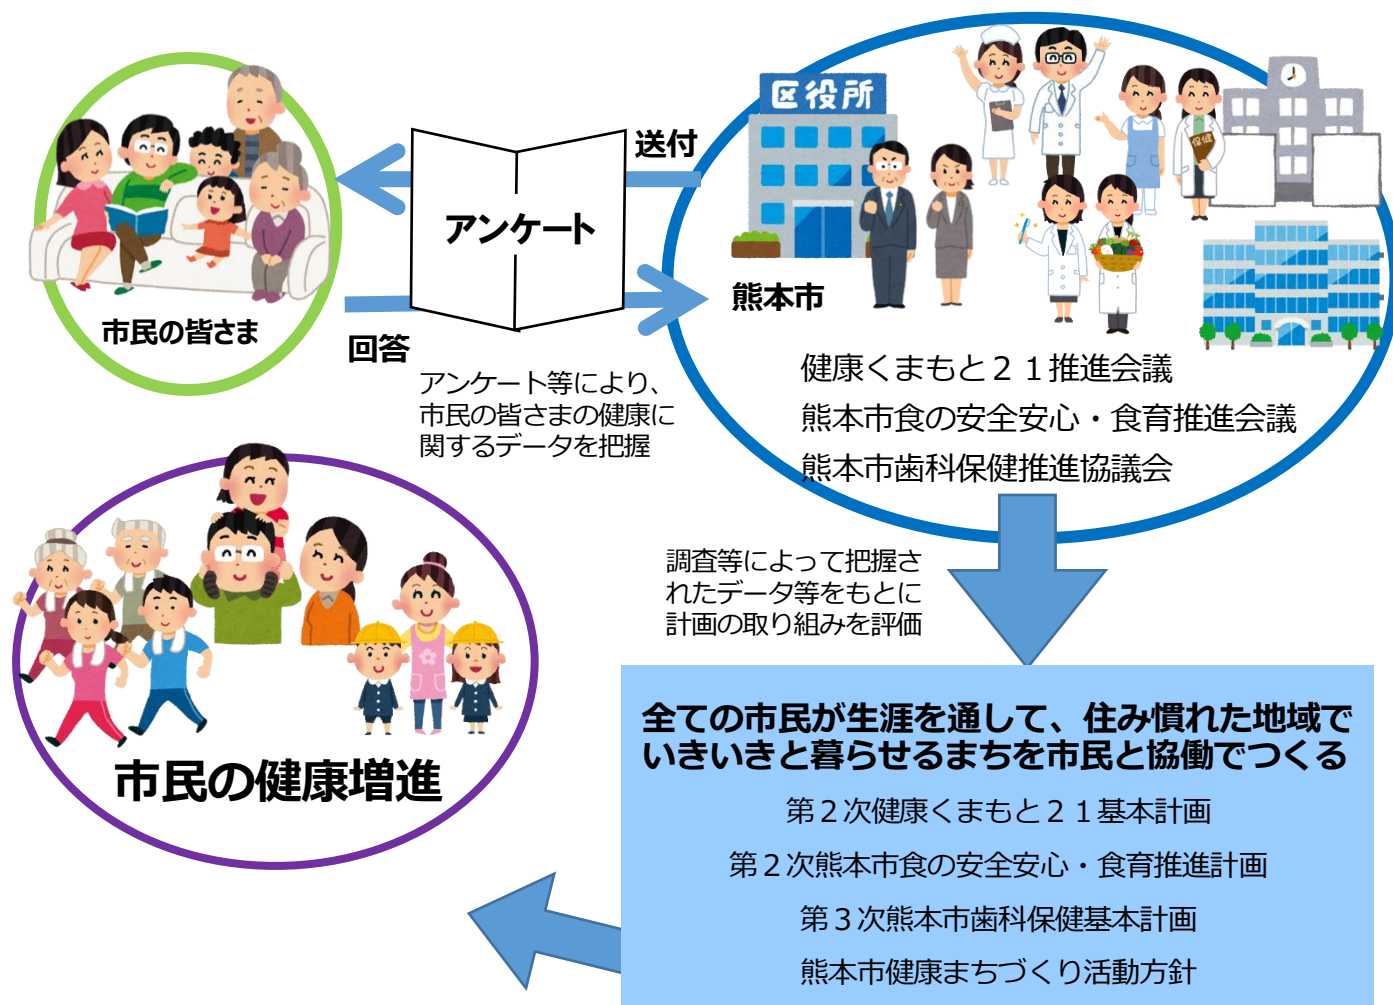 区役所
送付
アンケート
熊本市
市民の皆さま
回答
アンケート等により、
市民の皆さまの健康に
関するデータを把握
保健
健康くまもと２１推進会議
熊本市食の安全安心・食育推進会議
熊本市歯科保健推進協議会
調査等によって把握さ
れたデータ等をもとに
計画の取り組みを評価
全ての市民が生涯を通して、住み慣れた地域で
いきいきと暮らせるまちを市民と協働でつくる
第２次健康くまもと２１基本計画
第２次熊本市食の安全安心・食育推進計画
第３次熊本市歯科保健基本計画
熊本市健康まちづくり活動方針
市民の健康増進